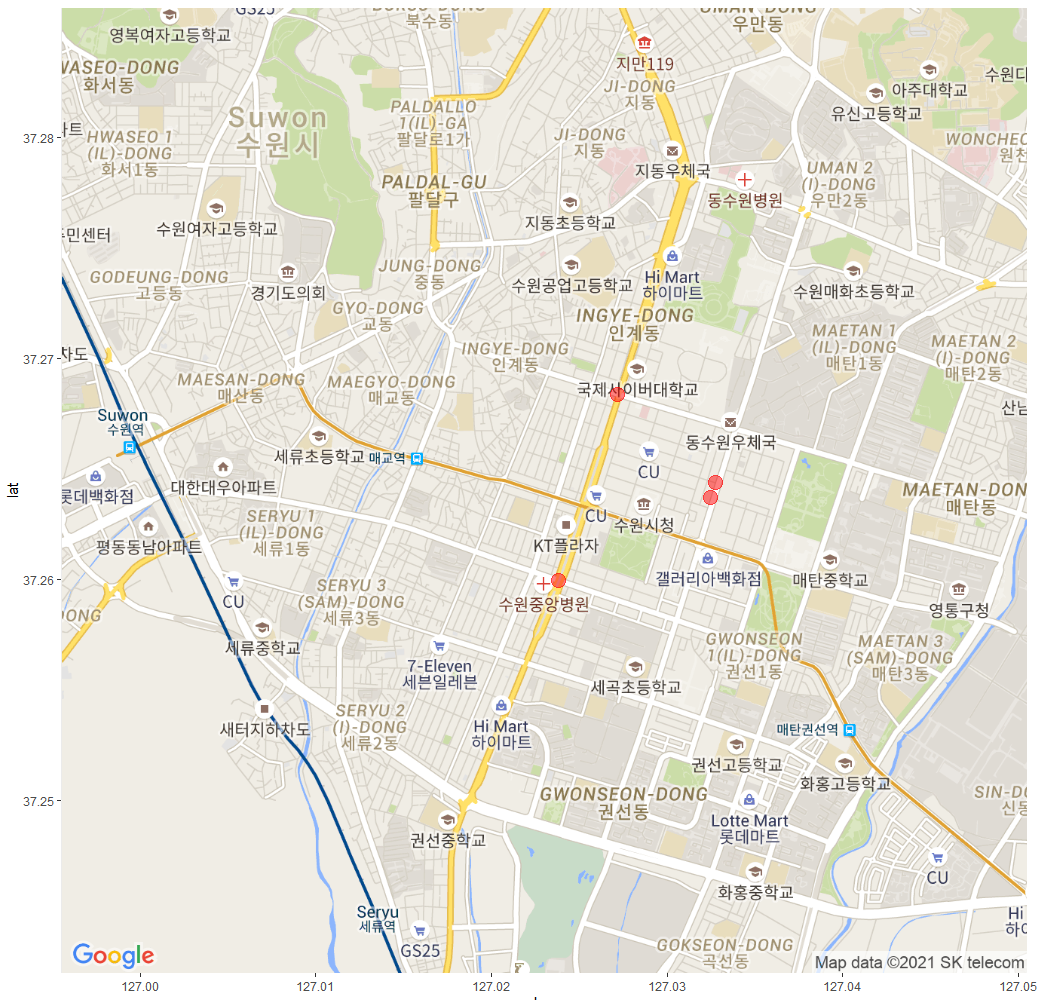 GS25
영복여자고등학교
북수동
UMAN-DONG
우만동
WASEO-DONG
화서동
지만119
JI-DONG
지동
아주대학교
수원대
유신고등학교
Suwon
수원시
PALDALLO
1(IL)-GA
팔달로1가
37.28
HWASEO 1
(IL)-DONG
화서1동
JI-DONG
지동
지동우체국
WONCHEO
원천
UMAN 2
(I)-DONG
우만2동
PALDAL-GU
팔달구
동수원병원
수원여자고등학교
지동초등학교
민센터
JUNG-DONG
중동
GODEUNG-DONG
고등동
경기도의회
수원공업고등학교
Hi Mart
하이마트
수원매화초등학교
GYO-DONG
교동
INGYE-DONG
인계동
MAETAN 1
(IL)-DONG
매탄1동
MAETAN 2
(I)-DONG
매탄2동
INGYE-DONG
인계동
37.27
차도
MAESAN-DONG
매산동
MAEGYO-DONG
매교동
국제사이버대학교
산남
Suwon
수원역
동수원우체국
세류초등학교
매교역
CU
롯데백화점
대한대우아파트
lat
MAETAN-DON
매탄동
SERYU 1
(IL)-DONG
세류1동
CU
수원시청
평동동남아파트
KT플라자
37.26
갤러리아백화점
매탄중학교
CU
SERYU 3
(SAM)-DONG
세류3동
수원중앙병원
영통구청
DONG
세류중학교
GWONSEON
1(IL)-DONG
권선1동
MAETAN 3
(SAM)-DONG
매탄3동
7-Eleven
세븐일레븐
세곡초등학교
SERYU 2
(I)-DONG
세류2동
새터지하차도
Hi Mart
하이마트
매탄권선역
권선고등학교
화홍고등학교
GWONSEON-DONG
권선동
SIN-DO
신동
37.25
Lotte Mart
롯데마트
권선중학교
CU
화홍중학교
Seryu
세류역
Hi
하이
GS25
GOKSEON-DONG
곡선동
Google
Map data ©2021 SK telecom
127.00
127.01
127.02
127.03
127.04
127.05